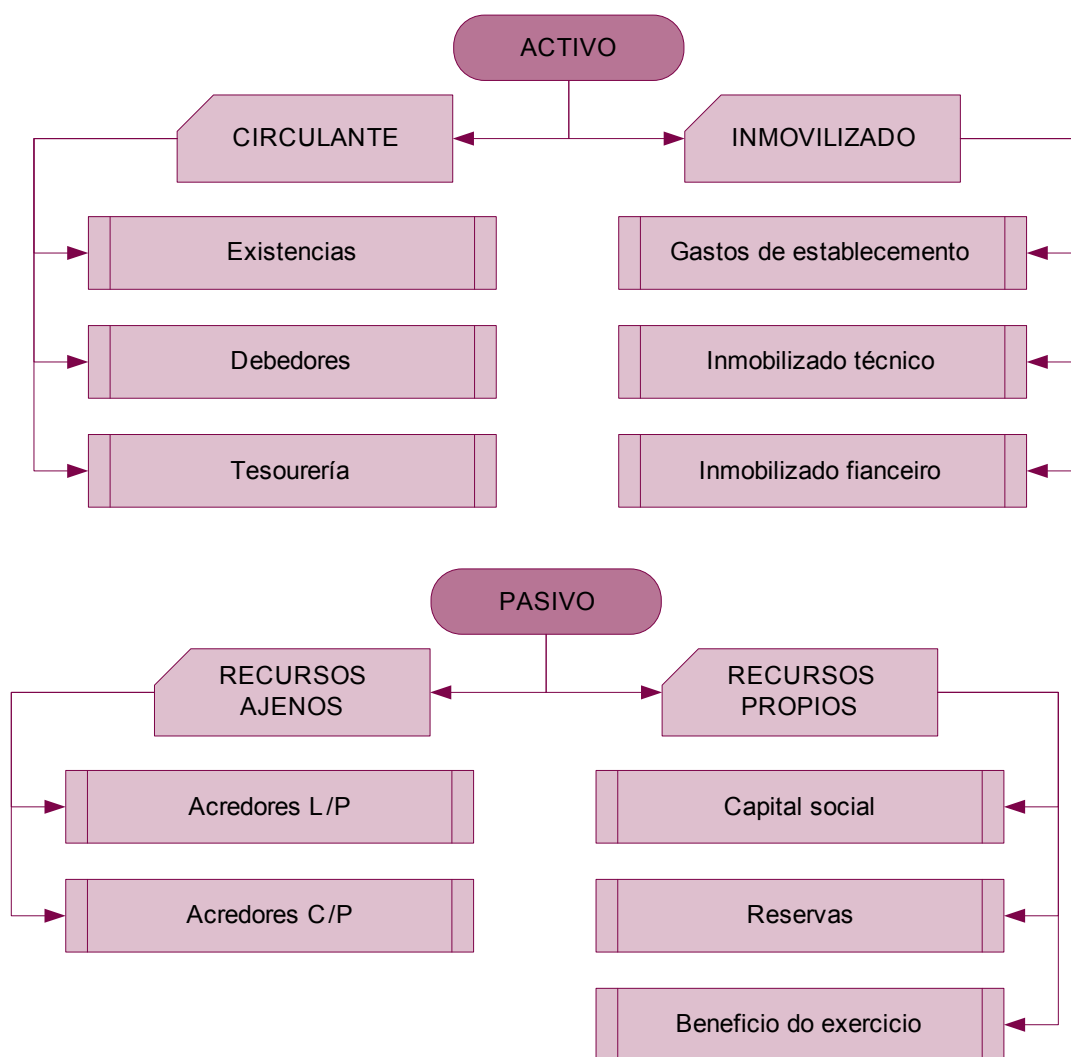 ACTIVO
CIRCULANTE
INMOVILIZADO
Existencias
Gastos de establecemento
Debedores
Inmobilizado técnico
Tesourería
Inmobilizado fianceiro
PASIVO
RECURSOS
AJENOS
RECURSOS
PROPIOS
Acredores L/P
Capital social
Acredores C/P
Reservas
Beneficio do exercicio